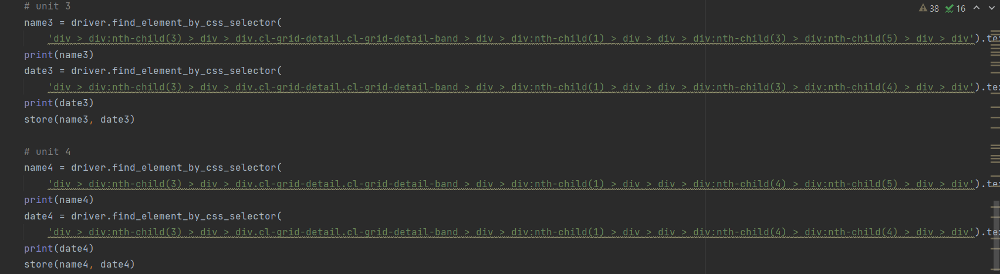 # unit 3
38 16
name3 = driver.find_element_by_css_selector(
'div > div:nth-child(3) > div > div.cl-grid-detail.cl-grid-detail-band > div > div:nth-child(1) > div > div > div:nth-child(3) > div:nth-child(5) > div > div').te
print(name3)
date3 = driver.find_element_by_css_selector(
'div > div:nth-child(3) > div > div.cl-grid-detail.cl-grid-detail-band > div > div:nth-child(1) > div > div > div:nth-child(3) > div:nth-child(4) > div > div').te
print(date3)
store(name3, date3)
# unit 4
name4 = driver.find_element_by_css_selector(
'div > div:nth-child(3) > div > div.cl-grid-detail.cl-grid-detail-band > div > div:nth-child(1) > div > div > div:nth-child(4) > div:nth-child(5) > div > div').te
print(name4)
date4 = driver.find_element_by_css_selector(
'div > div:nth-child(3) > div > div.cl-grid-detail.cl-grid-detail-band > div > div:nth-child(1) > div > div > div:nth-child(4) > div:nth-child(4) > div > div').te
print(date4)
store(name4, date4)